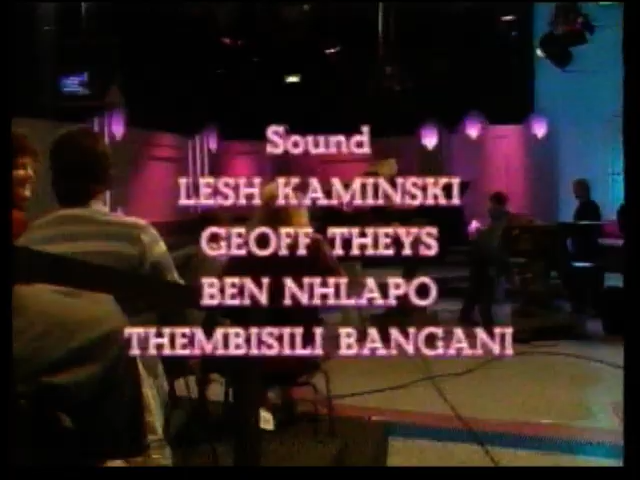 Sound
LESH KAMINSKI
GEOFF THEYS
BEN NHLAPO
THEMBISILI BANGANI